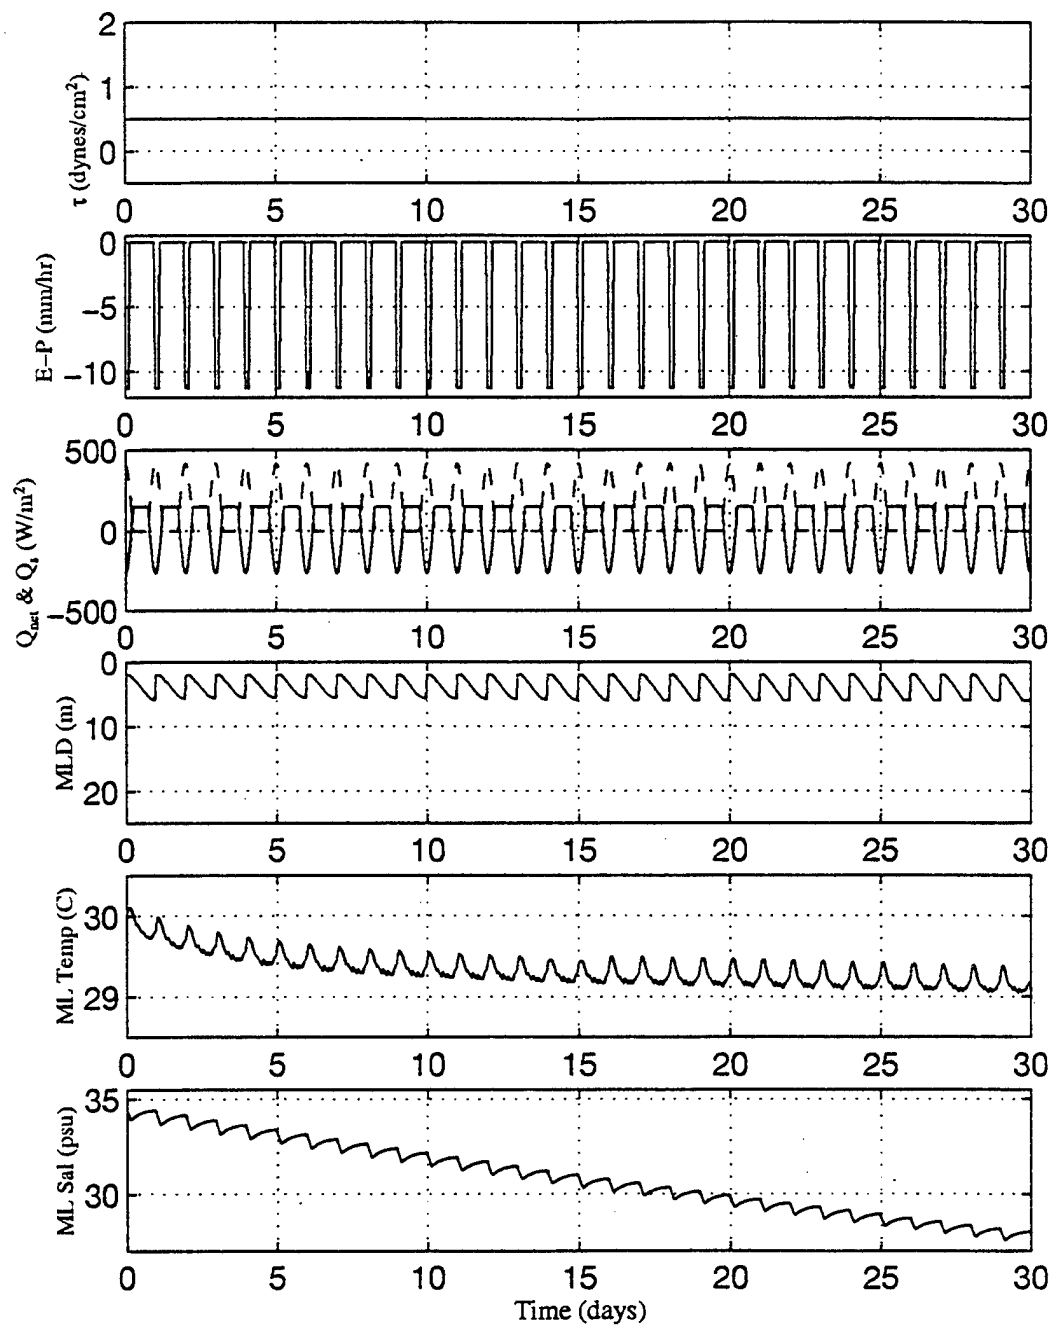 2
1
0
τ (dynes/cm²)
0 5 10 15 20 25 30
0
−5
−10
E−P (mm/hr)
0 5 10 15 20 25 30
500
0
−500
Qnet & Qs (W/m²)
0 5 10 15 20 25 30
0
10
20
MLD (m)
0 5 10 15 20 25 30
30
29
ML Temp (C)
0 5 10 15 20 25 30
35
30
ML Sal (psu)
0 5 10 15 20 25 30
Time (days)